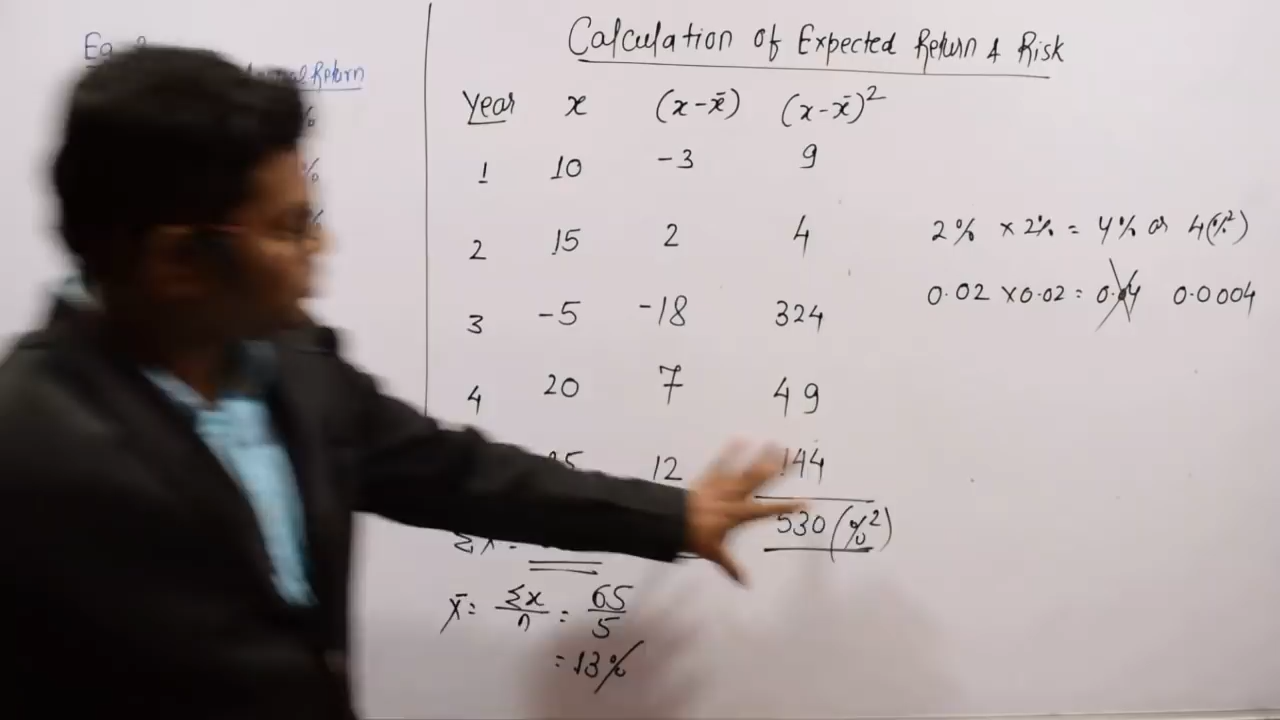 Eg.
Return
%
%
%
Calculation of Expected Return & Risk
Year x (x-x̄) (x-x̄)²
1 10 -3 9
2 15 2 4
3 -5 -18 324
4 20 7 49
12 144
530 (%²)
x̄ = Σx/n = 65/5
= 13%
2% x 2% = 4% or 4(%²)
0.02 x 0.02 = 0.04 0.0004